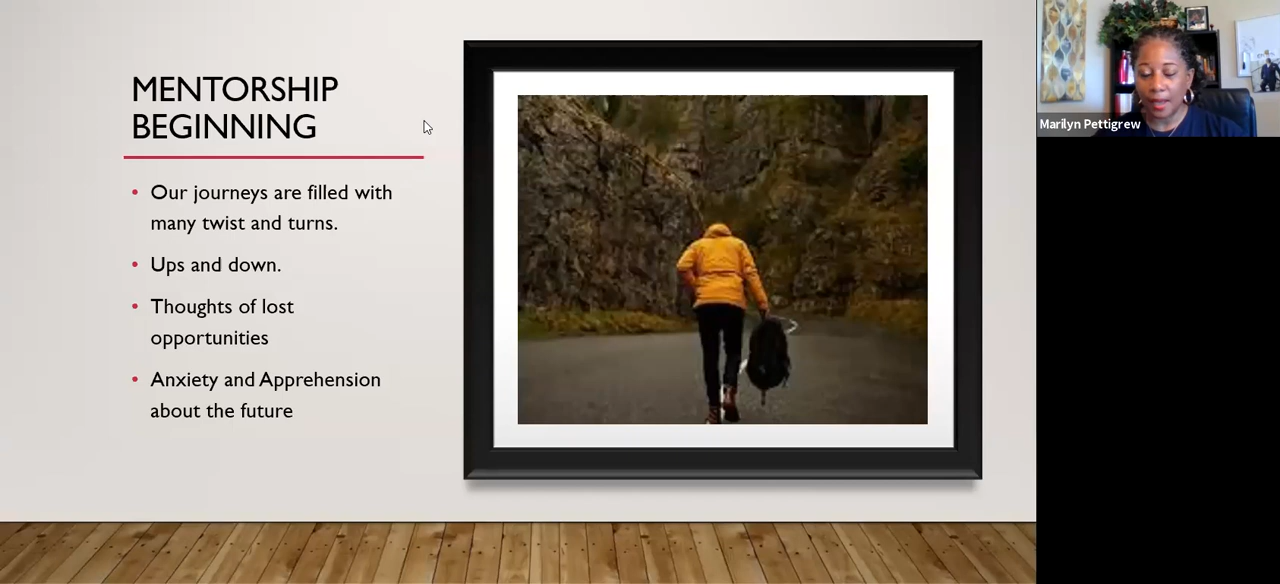 MENTORSHIP
BEGINNING
• Our journeys are filled with
many twist and turns.
• Ups and down.
• Thoughts of lost
opportunities
• Anxiety and Apprehension
about the future
Marilyn Pettigrew